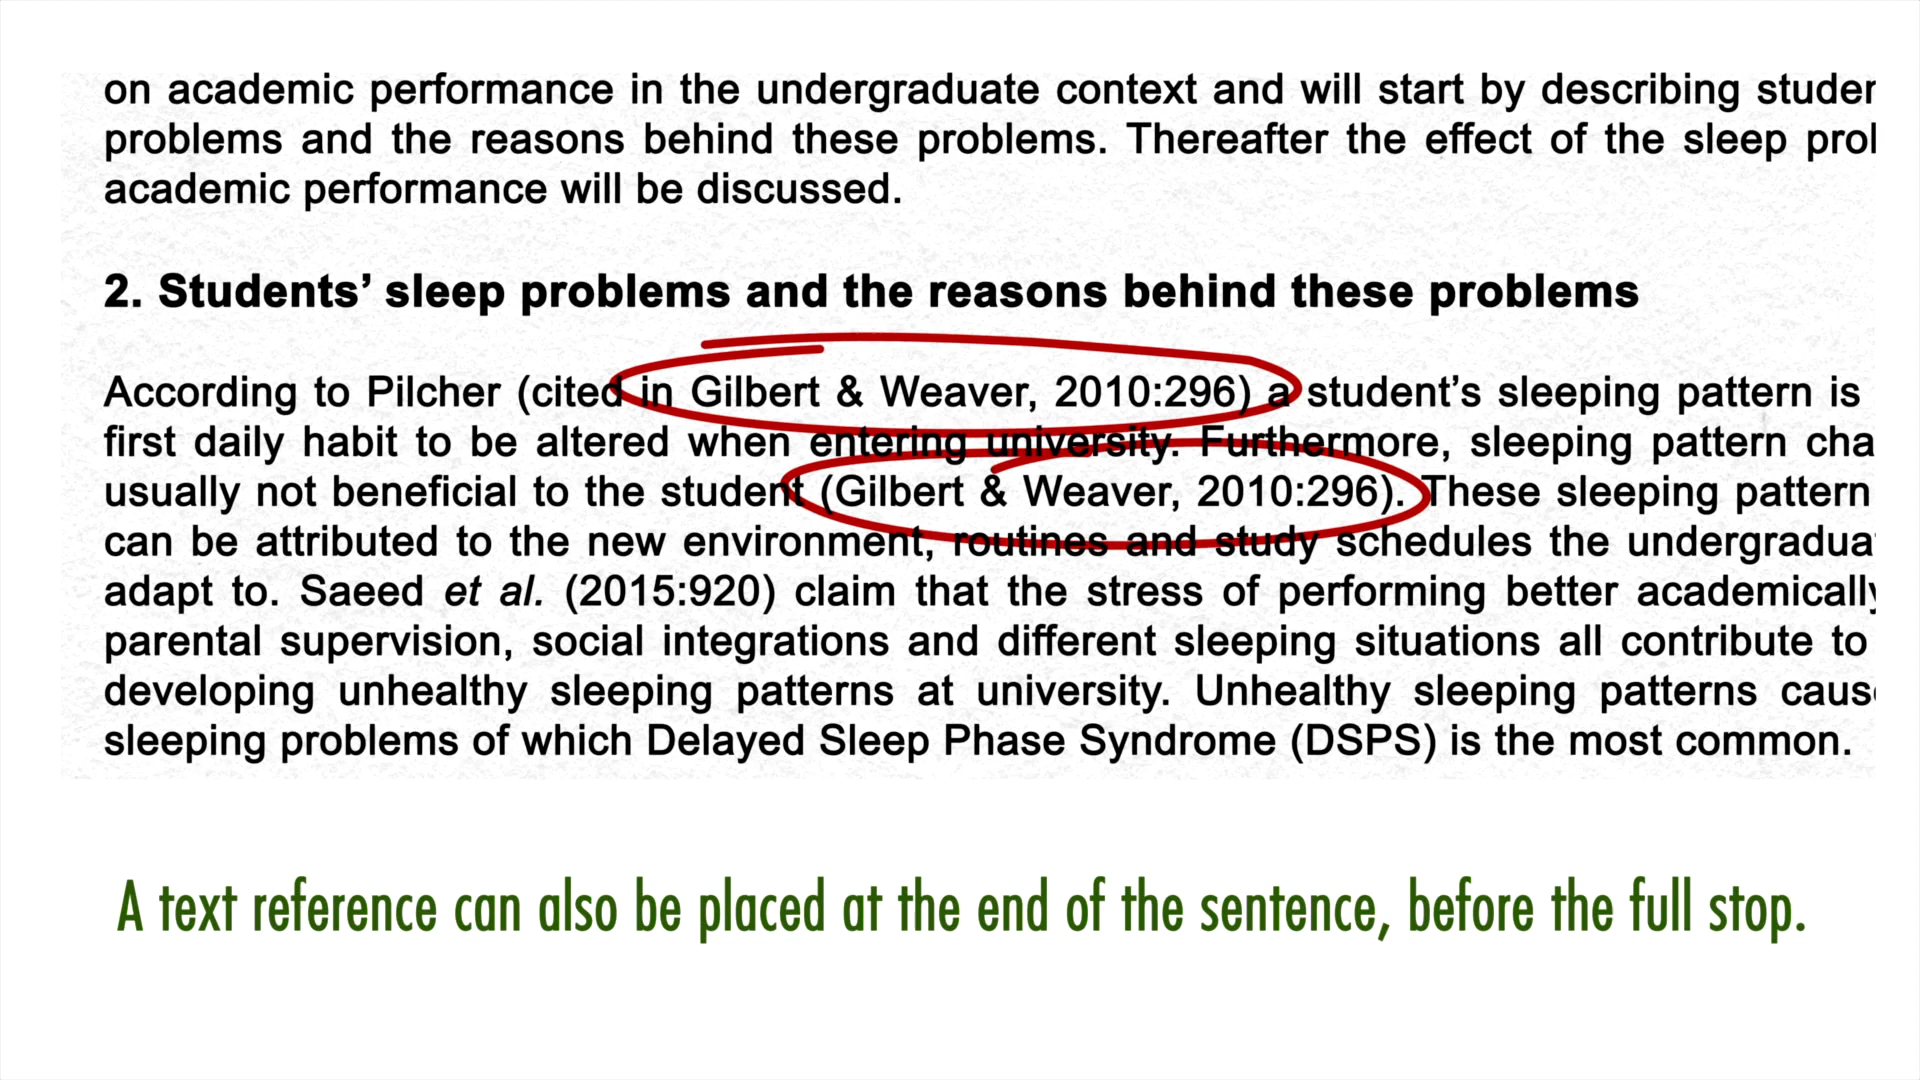 on academic performance in the undergraduate context and will start by describing
problems and the reasons behind these problems. Thereafter the effect of the sleep
academic performance will be discussed.
2. Students’ sleep problems and the reasons behind these problems
According to Pilcher (cited in Gilbert & Weaver, 2010:296) a student’s sleeping pattern is
first daily habit to be altered when entering university. Furthermore, sleeping pattern
usually not beneficial to the student (Gilbert & Weaver, 2010:296). These sleeping pattern
can be attributed to the new environment, routines and study schedules the
adapt to. Saeed et al. (2015:920) claim that the stress of performing better academically
parental supervision, social integrations and different sleeping situations all contribute to
developing unhealthy sleeping patterns at university. Unhealthy sleeping patterns
sleeping problems of which Delayed Sleep Phase Syndrome (DSPS) is the most common.
A text reference can also be placed at the end of the sentence, before the full stop.